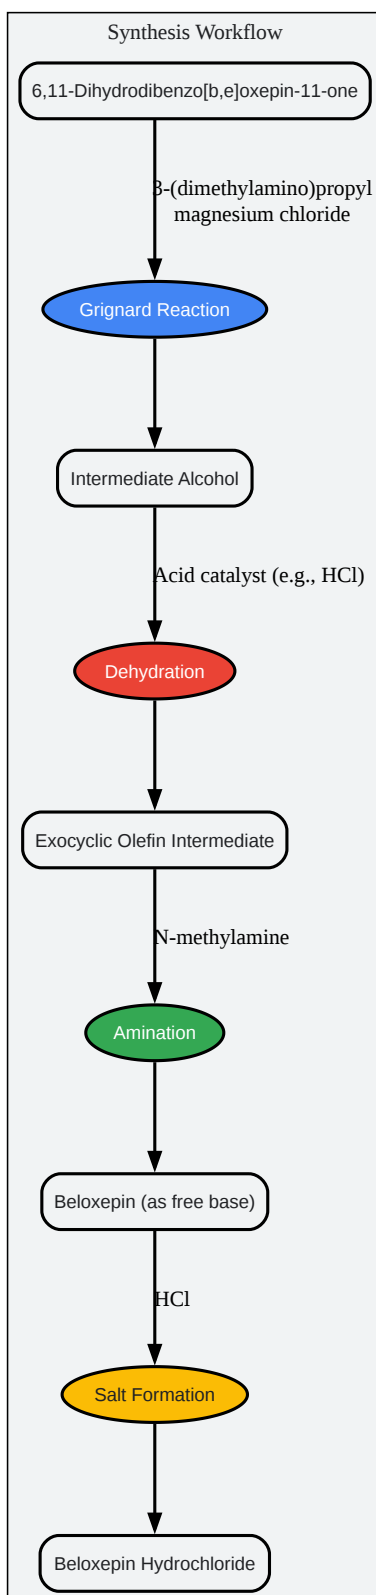 Synthesis Workflow
6,11-Dihydrodibenzo[b,e]oxepin-11-one
3-(dimethylamino)propyl
magnesium chloride
Grignard Reaction
Intermediate Alcohol
Acid catalyst (e.g., HCl)
Dehydration
Exocyclic Olefin Intermediate
N-methylamine
Amination
Beloxepin (as free base)
HCl
Salt Formation
Beloxepin Hydrochloride